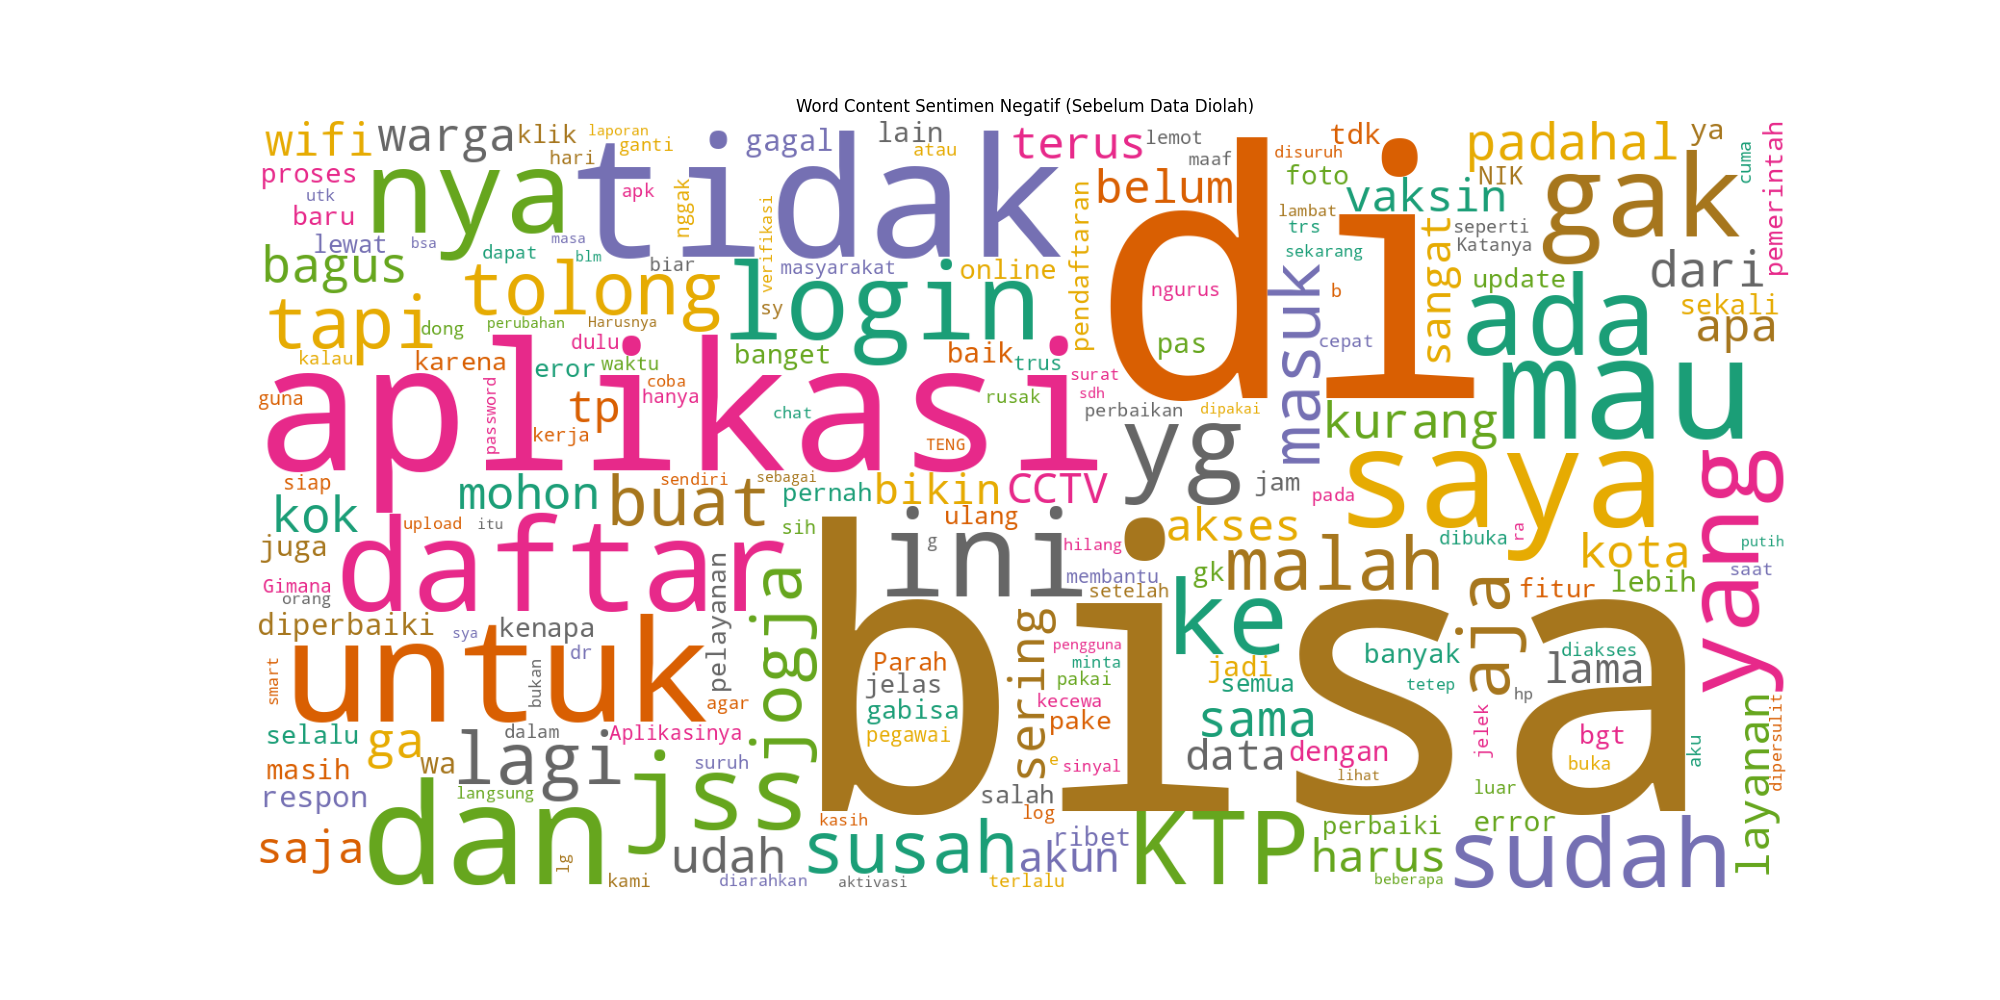 Word Content Sentimen Negatif (Sebelum Data Diolah)
wifi
warga
klik
laporan
ganti
hari
gagal
lain
atau
terus
lemot
maaf
disuruh
tdk
padahal
ya
cuma
pemerintah
proses
utk
baru
nya
tidak
apk
nggak
verifikasi
belum
foto
NIK
vaksin
gak
lambat
trs
seperti
Katanya
sekarang
lewat
bsa
dapat
masa
blm
biar
masyarakat
online
pendaftaran
di
ngurus
b
masuk
sangat
update
dari
sekali
apa
bagus
tolong
login
sy
tapi
dong
perubahan
Harusnya
kalau
karena
dulu
eror
waktu
banget
baik
trus
pas
cepat
ada
mau
aplikasi
guna
password
tp
kerja
coba
hanya
chat
rusak
surat
sdh
perbaikan
dipakai
TENG
yg
kurang
saya
yang
siap
mohon
buat
sendiri
sebagai
pernah
bikin
CCTV
jam
pada
kok
upload
itu
sih
ulang
akses
dibuka
ra
kota
putih
juga
daftar
ini
g
hilang
membantu
setelah
gk
malah
fitur
lebih
saat
Gimana
orang
jogja
bisa
ke
aja
diperbaiki
sya
kenapa
pelayanan
dr
untuk
smart
bukan
agar
Parah
jelas
gabisa
pegawai
sering
pengguna
minta
pakai
kecewa
pake
jadi
semua
sama
banyak
tetep
hp
lama
diakses
selalu
ga
dalam
Aplikasinya
suruh
masih
wa
lagi
jss
e
sinyal
data
dengan
lihat
jelek
bgt
buka
aku
layanan
dipersulit
respon
langsung
salah
log
luar
saja
dan
lg
kami
udah
diarahkan
kasih
susah
aktivasi
akun
ribet
terlalu
KTP
harus
perbaiki
beberapa
error
sudah